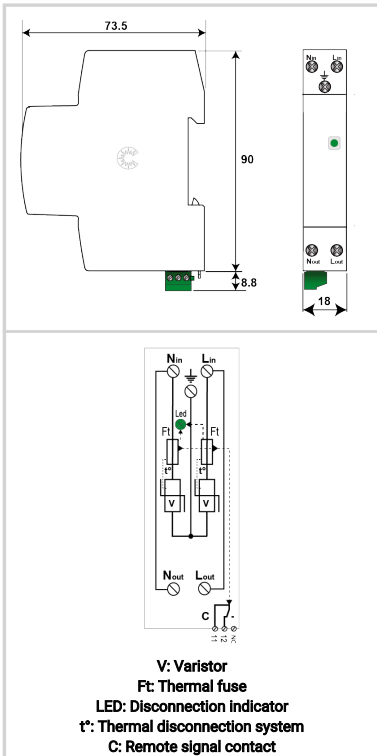 73.5
90
8.8
Nin Lin
Nout Lout
18
Nin Lin
Led
Ft Ft
t° t°
V V
Nout Lout
C
11 12 NC
V: Varistor
Ft: Thermal fuse
LED: Disconnection indicator
t°: Thermal disconnection system
C: Remote signal contact